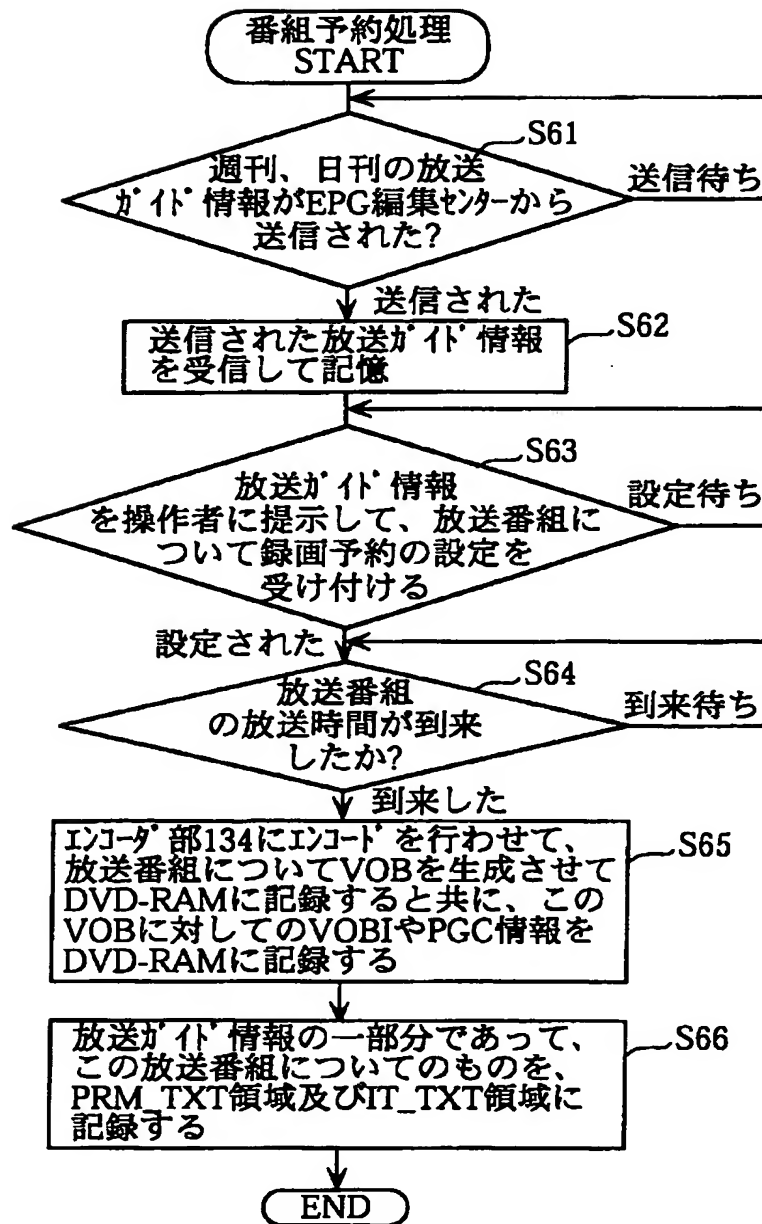 番組予約処理
START
S61
週刊、日刊の放送
ｶﾞｲﾄﾞ情報がEPG編集ｾﾝﾀｰから
送信された?
送信待ち
送信された
S62
送信された放送ｶﾞｲﾄﾞ情報
を受信して記憶
S63
放送ｶﾞｲﾄﾞ情報
を操作者に提示して、放送番組に
ついて録画予約の設定を
受け付ける
設定待ち
設定された
S64
放送番組
の放送時間が到来
したか?
到来待ち
到来した
S65
ｴﾝｺｰﾀﾞ部134にｴﾝｺｰﾄﾞを行わせて、
放送番組についてVOBを生成させて
DVD-RAMに記録すると共に、この
VOBに対してのVOBIやPGC情報を
DVD-RAMに記録する
S66
放送ｶﾞｲﾄﾞ情報の一部分であって、
この放送番組についてのものを、
PRM_TXT領域及びIT_TXT領域に
記録する
END